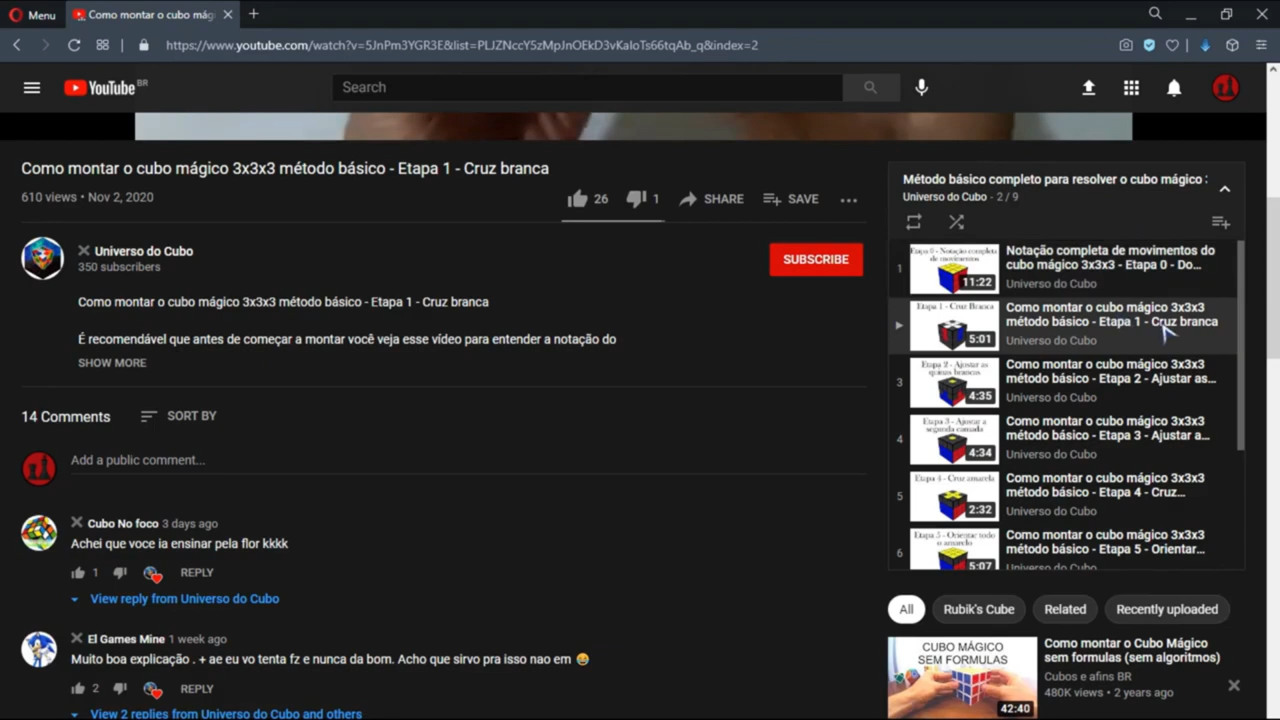 Menu
Como montar o cubo mág
https://www.youtube.com/watch?v=5JnPm3YGR3E&list=PLJZNccY5zMpJnOEkD3vKaIoTs66tqAb_q&index=2
YouTube BR
Search
Como montar o cubo mágico 3x3x3 método básico - Etapa 1 - Cruz branca
610 views • Nov 2, 2020
26
1
SHARE
SAVE
Universo do Cubo
350 subscribers
SUBSCRIBE
Como montar o cubo mágico 3x3x3 método básico - Etapa 1 - Cruz branca
É recomendável que antes de começar a montar você veja esse vídeo para entender a notação do
SHOW MORE
14 Comments
SORT BY
Add a public comment...
Cubo No foco 3 days ago
Achei que voce ia ensinar pela flor kkkk
1
REPLY
View reply from Universo do Cubo
El Games Mine 1 week ago
Muito boa explicação . + ae eu vo tenta fz e nunca da bom. Acho que sirvo pra isso nao em 😂
2
REPLY
View 2 replies from Universo do Cubo and others
Método básico completo para resolver o cubo mágico
Universo do Cubo - 2 / 9
1
Etapa 0 - Notação completa
de movimentos
11:22
Notação completa de movimentos do
cubo mágico 3x3x3 - Etapa 0 - Do...
Universo do Cubo
Etapa 1 - Cruz Branca
5:01
Como montar o cubo mágico 3x3x3
método básico - Etapa 1 - Cruz branca
Universo do Cubo
3
Etapa 2 - Ajustar as
quinas brancas
4:35
Como montar o cubo mágico 3x3x3
método básico - Etapa 2 - Ajustar as...
Universo do Cubo
4
Etapa 3 - Ajustar a
segunda camada
4:34
Como montar o cubo mágico 3x3x3
método básico - Etapa 3 - Ajustar a...
Universo do Cubo
5
Etapa 4 - Cruz amarela
2:32
Como montar o cubo mágico 3x3x3
método básico - Etapa 4 - Cruz...
Universo do Cubo
6
Etapa 5 - Orientar todo
o amarelo
5:07
Como montar o cubo mágico 3x3x3
método básico - Etapa 5 - Orientar...
Universo do Cubo
All
Rubik's Cube
Related
Recently uploaded
CUBO MÁGICO
SEM FORMULAS
42:40
Como montar o Cubo Mágico
sem formulas (sem algoritmos)
Cubos e afins BR
480K views • 2 years ago